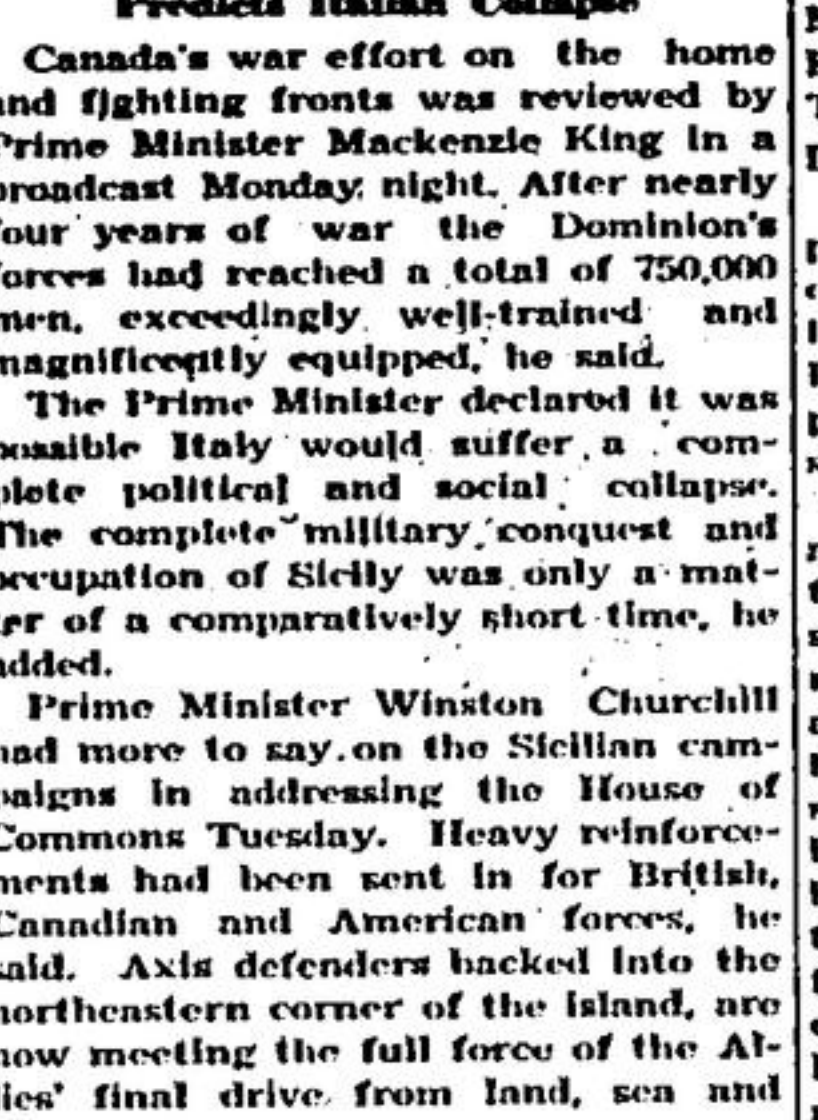 Predicts Italian Collapse
Canada's war effort on the home
and fighting fronts was reviewed by
Prime Minister Mackenzie King in a
broadcast Monday night. After nearly
four years of war the Dominion's
forces had reached a total of 750,000
men, exceedingly well-trained and
magnificently equipped, he said.
The Prime Minister declared it was
possible Italy would suffer a com-
plete political and social collapse.
The complete military conquest and
occupation of Sicily was only a mat-
ter of a comparatively short time, he
added.
Prime Minister Winston Churchill
had more to say on the Sicilian cam-
paigns in addressing the House of
Commons Tuesday. Heavy reinforce-
ments had been sent in for British,
Canadian and American forces, he
said. Axis defenders backed into the
northeastern corner of the island, are
now meeting the full force of the Al-
lies' final drive from land, sea and